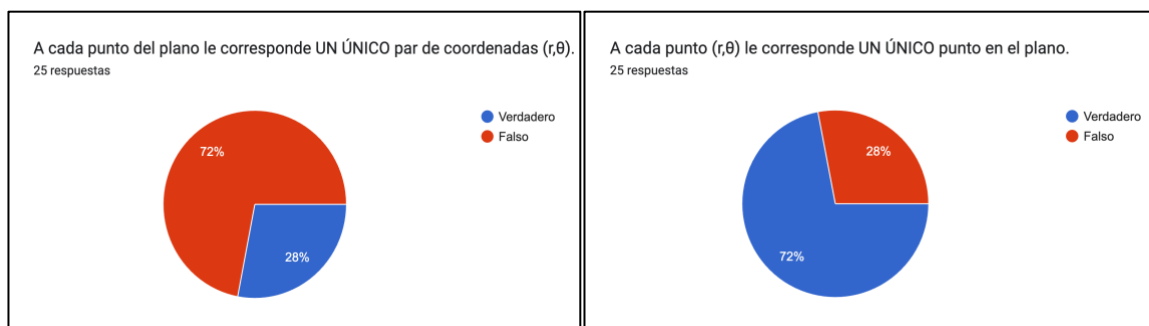 A cada punto del plano le corresponde UN ÚNICO par de coordenadas (r,θ).
25 respuestas
Verdadero
Falso
72%
28%
A cada punto (r,θ) le corresponde UN ÚNICO punto en el plano.
25 respuestas
Verdadero
Falso
28%
72%